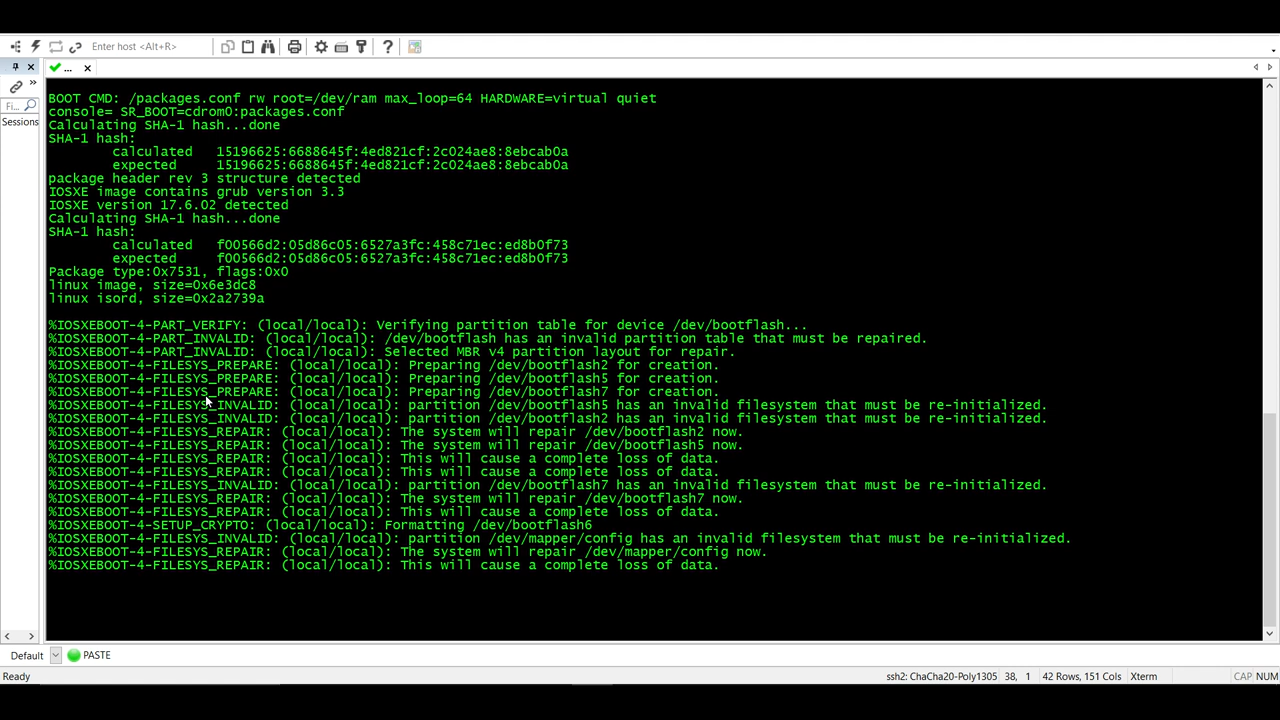 Enter host <Alt+R>
...
Fi...
Sessions
BOOT CMD: /packages.conf rw root=/dev/ram max_loop=64 HARDWARE=virtual quiet
console= SR_BOOT=cdrom0:packages.conf
Calculating SHA-1 hash...done
SHA-1 hash:
calculated 15196625:6688645f:4ed821cf:2c024ae8:8ebcab0a
expected 15196625:6688645f:4ed821cf:2c024ae8:8ebcab0a
package header rev 3 structure detected
IOSXE image contains grub version 3.3
IOSXE version 17.6.02 detected
Calculating SHA-1 hash...done
SHA-1 hash:
calculated f00566d2:05d86c05:6527a3fc:458c71ec:ed8b0f73
expected f00566d2:05d86c05:6527a3fc:458c71ec:ed8b0f73
Package type:0x7531, flags:0x0
linux image, size=0x6e3dc8
linux isord, size=0x2a2739a
%IOSXEBOOT-4-PART_VERIFY: (local/local): Verifying partition table for device /dev/bootflash...
%IOSXEBOOT-4-PART_INVALID: (local/local): /dev/bootflash has an invalid partition table that must be repaired.
%IOSXEBOOT-4-PART_INVALID: (local/local): Selected MBR v4 partition layout for repair.
%IOSXEBOOT-4-FILESYS_PREPARE: (local/local): Preparing /dev/bootflash2 for creation.
%IOSXEBOOT-4-FILESYS_PREPARE: (local/local): Preparing /dev/bootflash5 for creation.
%IOSXEBOOT-4-FILESYS_PREPARE: (local/local): Preparing /dev/bootflash7 for creation.
%IOSXEBOOT-4-FILESYS_INVALID: (local/local): partition /dev/bootflash5 has an invalid filesystem that must be re-initialized.
%IOSXEBOOT-4-FILESYS_INVALID: (local/local): partition /dev/bootflash2 has an invalid filesystem that must be re-initialized.
%IOSXEBOOT-4-FILESYS_REPAIR: (local/local): The system will repair /dev/bootflash2 now.
%IOSXEBOOT-4-FILESYS_REPAIR: (local/local): The system will repair /dev/bootflash5 now.
%IOSXEBOOT-4-FILESYS_REPAIR: (local/local): This will cause a complete loss of data.
%IOSXEBOOT-4-FILESYS_REPAIR: (local/local): This will cause a complete loss of data.
%IOSXEBOOT-4-FILESYS_INVALID: (local/local): partition /dev/bootflash7 has an invalid filesystem that must be re-initialized.
%IOSXEBOOT-4-FILESYS_REPAIR: (local/local): The system will repair /dev/bootflash7 now.
%IOSXEBOOT-4-FILESYS_REPAIR: (local/local): This will cause a complete loss of data.
%IOSXEBOOT-4-SETUP_CRYPTO: (local/local): Formatting /dev/bootflash6
%IOSXEBOOT-4-FILESYS_INVALID: (local/local): partition /dev/mapper/config has an invalid filesystem that must be re-initialized.
%IOSXEBOOT-4-FILESYS_REPAIR: (local/local): The system will repair /dev/mapper/config now.
%IOSXEBOOT-4-FILESYS_REPAIR: (local/local): This will cause a complete loss of data.
Default PASTE
Ready ssh2: ChaCha20-Poly1305 38, 1 42 Rows, 151 Cols Xterm CAP NUM